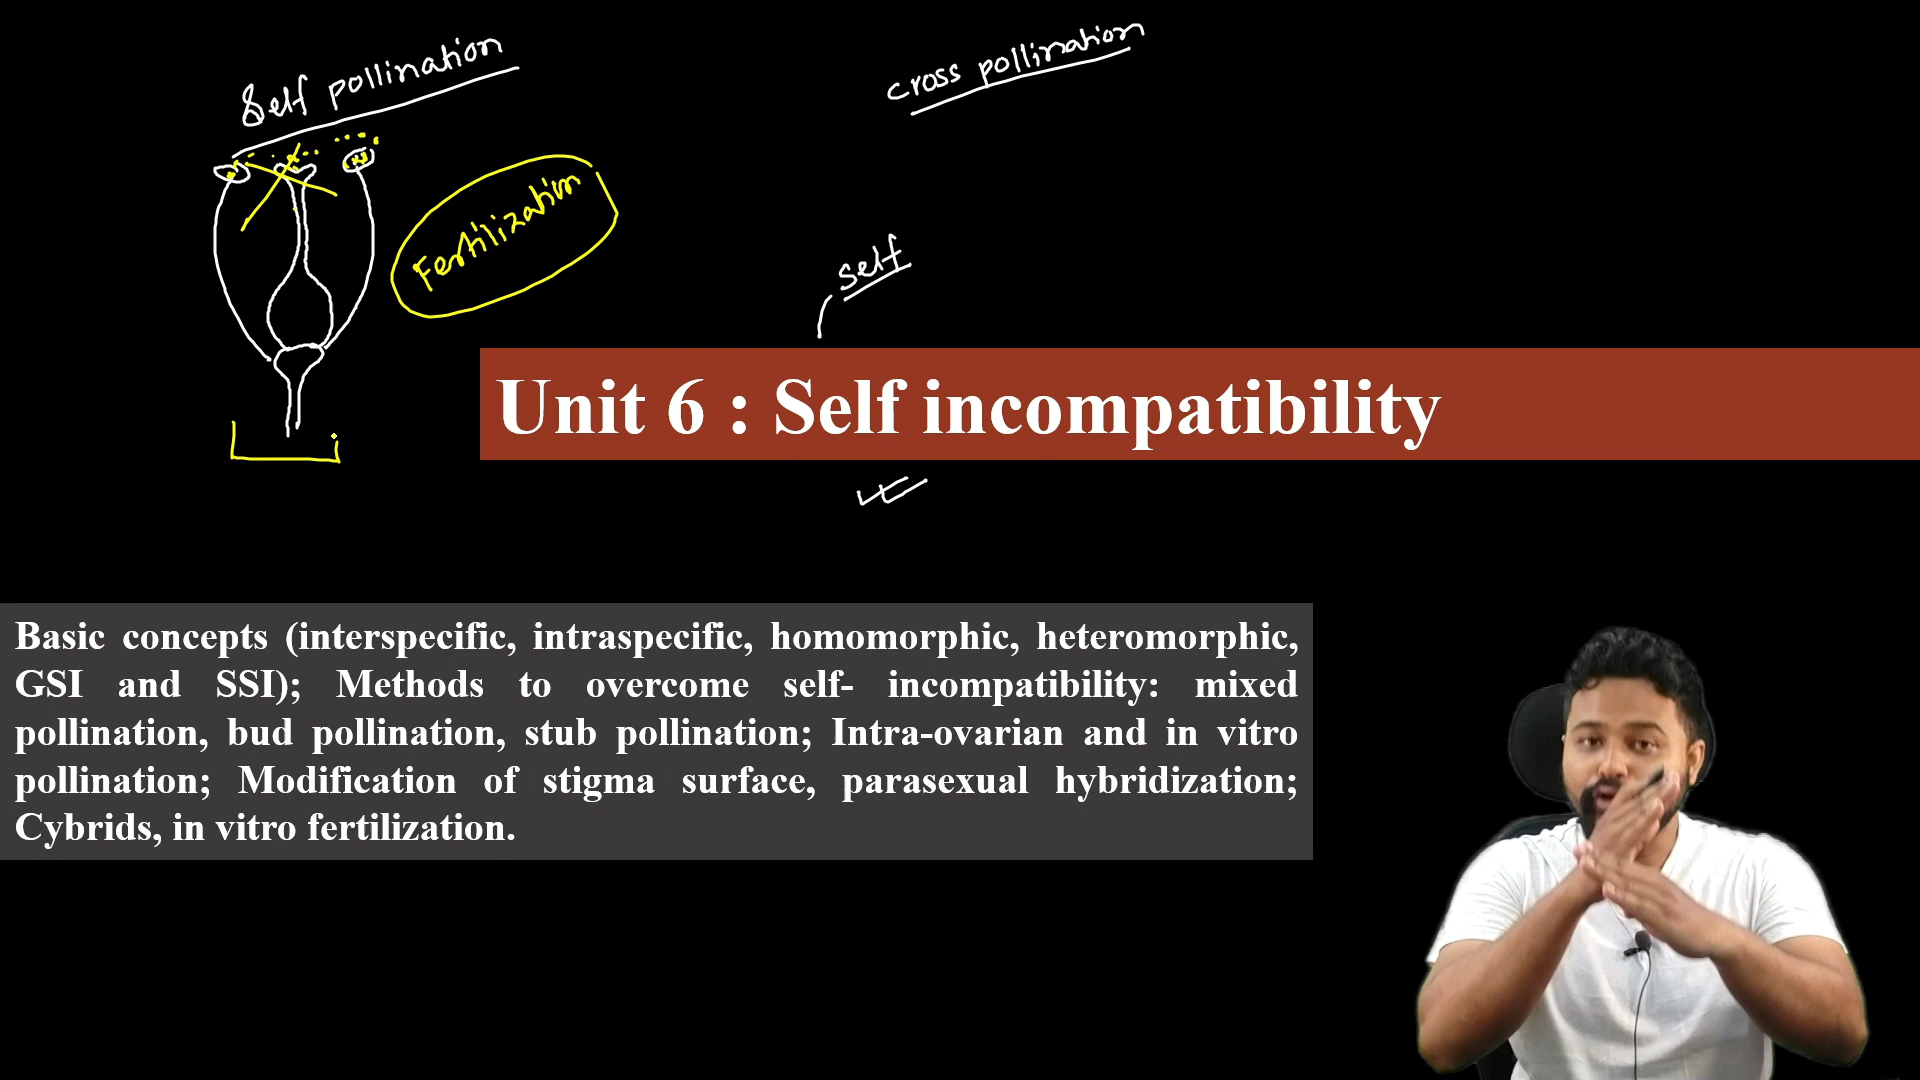 Self pollination
cross pollination
Fertilization
self
Unit 6 : Self incompatibility
Basic concepts (interspecific, intraspecific, homomorphic, heteromorphic,
GSI and SSI); Methods to overcome self- incompatibility: mixed
pollination, bud pollination, stub pollination; Intra-ovarian and in vitro
pollination; Modification of stigma surface, parasexual hybridization;
Cybrids, in vitro fertilization.